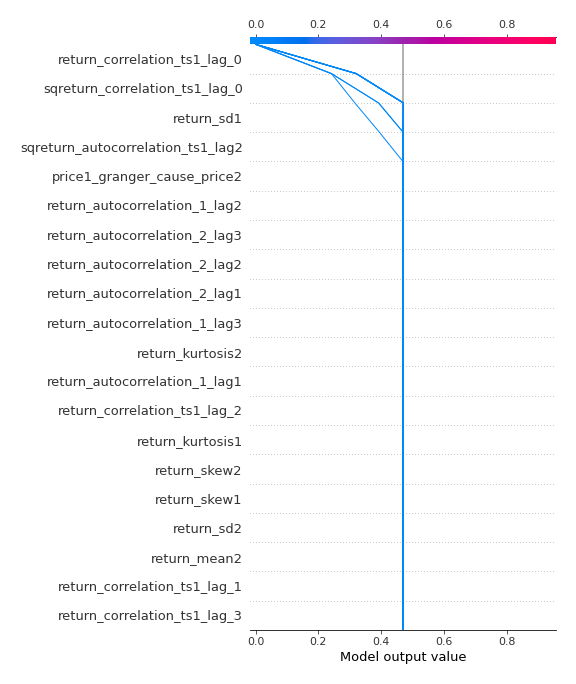 0.0 0.2 0.4 0.6 0.8
return_correlation_ts1_lag_0
sqreturn_correlation_ts1_lag_0
return_sd1
sqreturn_autocorrelation_ts1_lag2
price1_granger_cause_price2
return_autocorrelation_1_lag2
return_autocorrelation_2_lag3
return_autocorrelation_2_lag2
return_autocorrelation_2_lag1
return_autocorrelation_1_lag3
return_kurtosis2
return_autocorrelation_1_lag1
return_correlation_ts1_lag_2
return_kurtosis1
return_skew2
return_skew1
return_sd2
return_mean2
return_correlation_ts1_lag_1
return_correlation_ts1_lag_3
0.0 0.2 0.4 0.6 0.8
Model output value